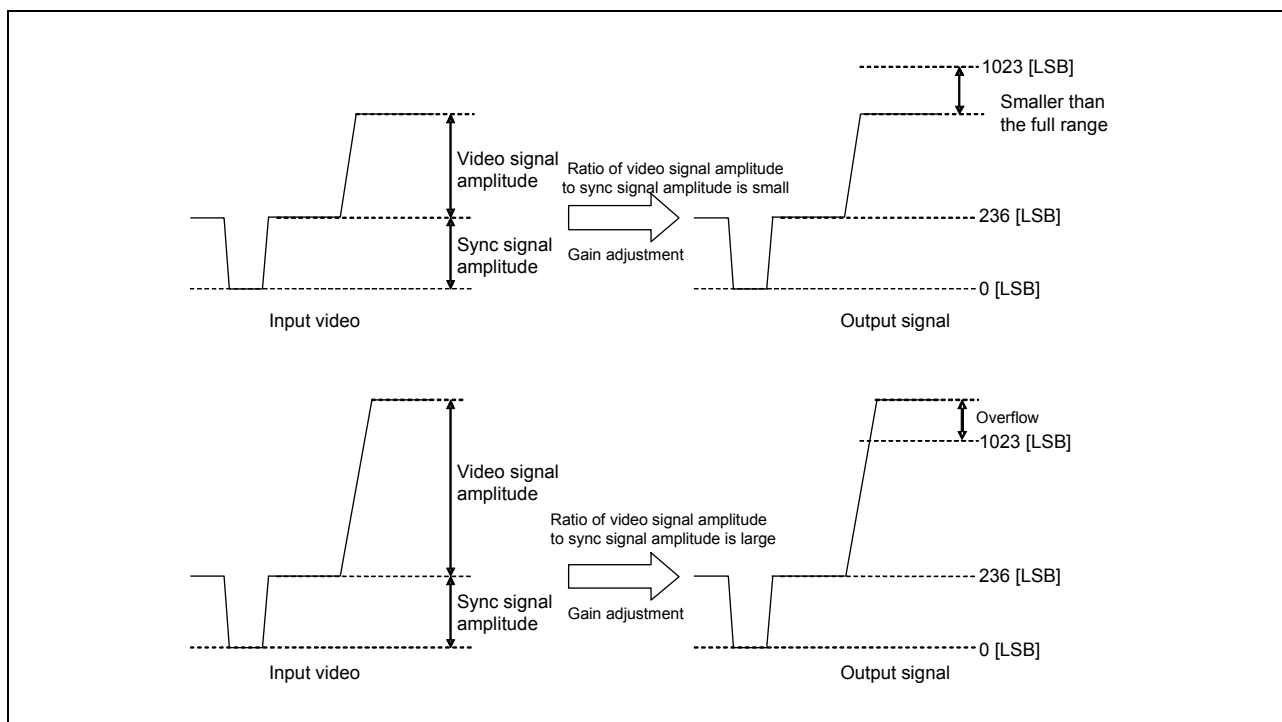 1023 [LSB]
Smaller than
the full range
Video signal
amplitude
Ratio of video signal amplitude
to sync signal amplitude is small
236 [LSB]
Sync signal
amplitude
Gain adjustment
0 [LSB]
Input video
Output signal
Overflow
1023 [LSB]
Video signal
amplitude
Ratio of video signal amplitude
to sync signal amplitude is large
236 [LSB]
Sync signal
amplitude
Gain adjustment
0 [LSB]
Input video
Output signal